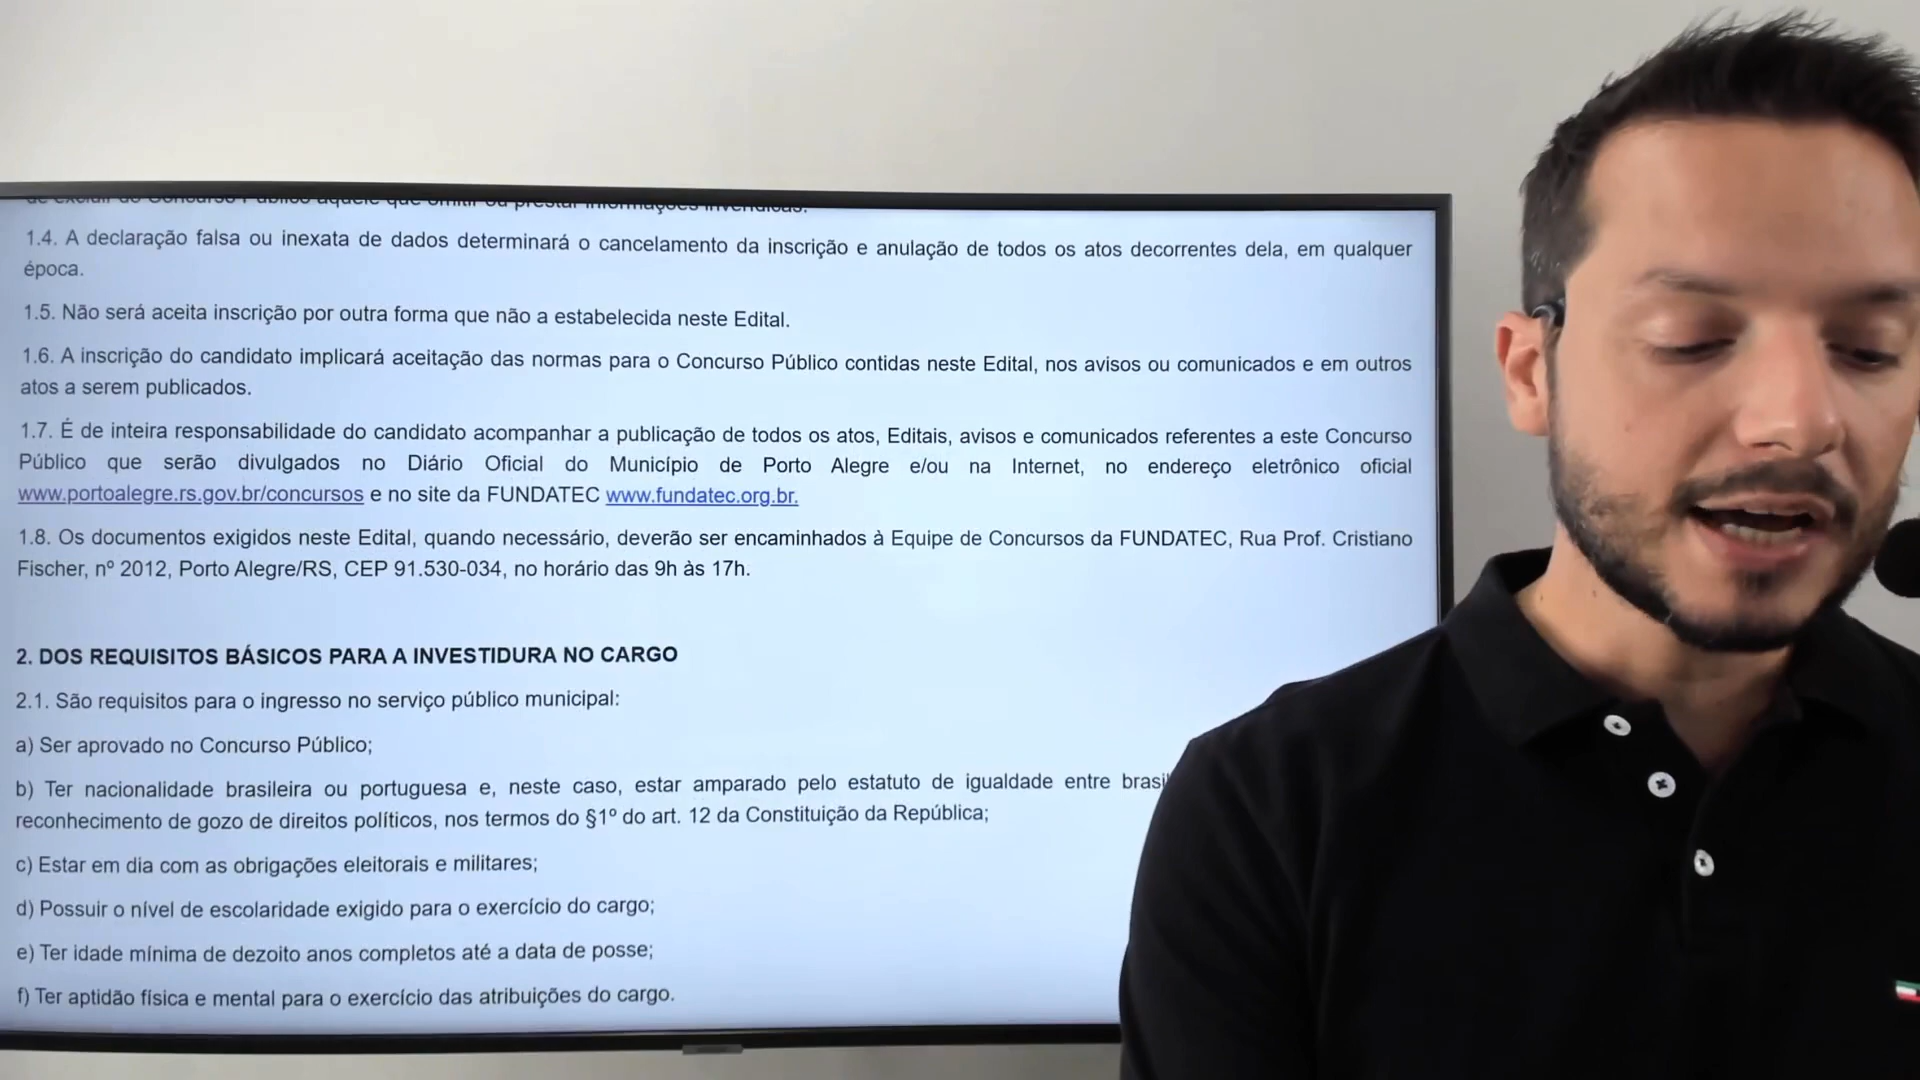 de excluir do Concurso Público aquele que omitir ou prestar informações inverídicas.
1.4. A declaração falsa ou inexata de dados determinará o cancelamento da inscrição e anulação de todos os atos decorrentes dela, em qualquer
época.
1.5. Não será aceita inscrição por outra forma que não a estabelecida neste Edital.
1.6. A inscrição do candidato implicará aceitação das normas para o Concurso Público contidas neste Edital, nos avisos ou comunicados e em outros
atos a serem publicados.
1.7. É de inteira responsabilidade do candidato acompanhar a publicação de todos os atos, Editais, avisos e comunicados referentes a este Concurso
Público que serão divulgados no Diário Oficial do Município de Porto Alegre e/ou na Internet, no endereço eletrônico oficial
www.portoalegre.rs.gov.br/concursos e no site da FUNDATEC www.fundatec.org.br.
1.8. Os documentos exigidos neste Edital, quando necessário, deverão ser encaminhados à Equipe de Concursos da FUNDATEC, Rua Prof. Cristiano
Fischer, nº 2012, Porto Alegre/RS, CEP 91.530-034, no horário das 9h às 17h.
2. DOS REQUISITOS BÁSICOS PARA A INVESTIDURA NO CARGO
2.1. São requisitos para o ingresso no serviço público municipal:
a) Ser aprovado no Concurso Público;
b) Ter nacionalidade brasileira ou portuguesa e, neste caso, estar amparado pelo estatuto de igualdade entre
reconhecimento de gozo de direitos políticos, nos termos do §1º do art. 12 da Constituição da República;
c) Estar em dia com as obrigações eleitorais e militares;
d) Possuir o nível de escolaridade exigido para o exercício do cargo;
e) Ter idade mínima de dezoito anos completos até a data de posse;
f) Ter aptidão física e mental para o exercício das atribuições do cargo.